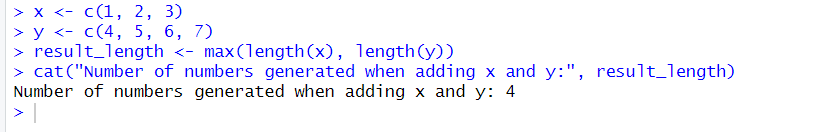 > x <- c(1, 2, 3)
> y <- c(4, 5, 6, 7)
> result_length <- max(length(x), length(y))
> cat("Number of numbers generated when adding x and y:", result_length)
Number of numbers generated when adding x and y: 4
>